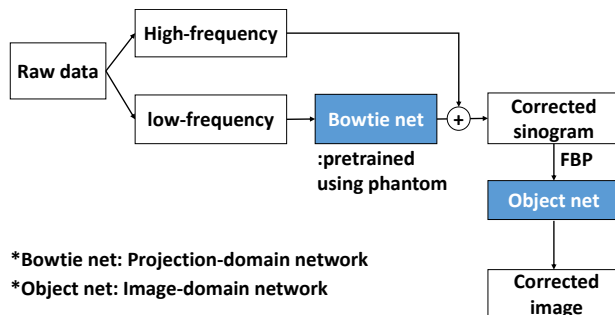 High-frequency
Raw data
low-frequency
Bowtie net
+
Corrected
sinogram
:pretrained
using phantom
FBP
Object net
*Bowtie net: Projection-domain network
*Object net: Image-domain network
Corrected
image